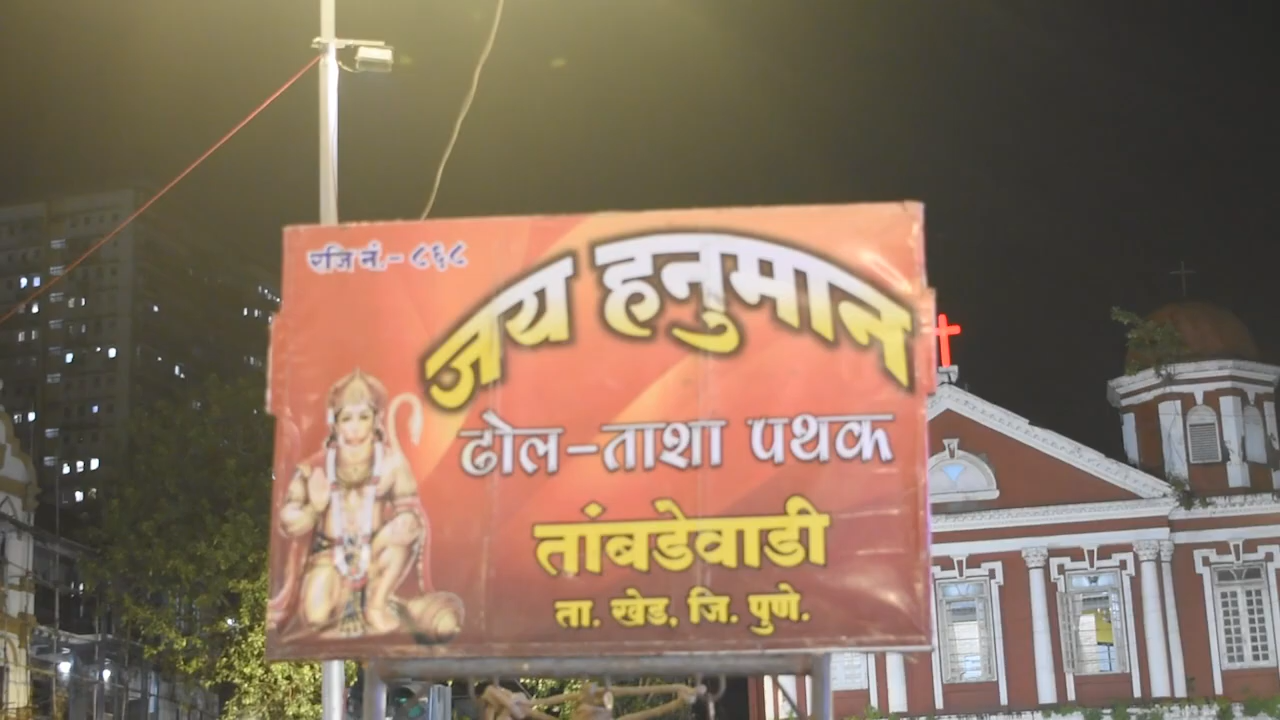 रजि नं.- ८६८
जय हनुमान
ढोल-ताशा पथक
तांबडेवाडी
ता. खेड, जि. पुणे.